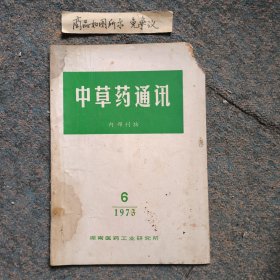 商品如图所示 免争议
中草药通讯
内部刊物
6
1973
湖南医药工业研究所